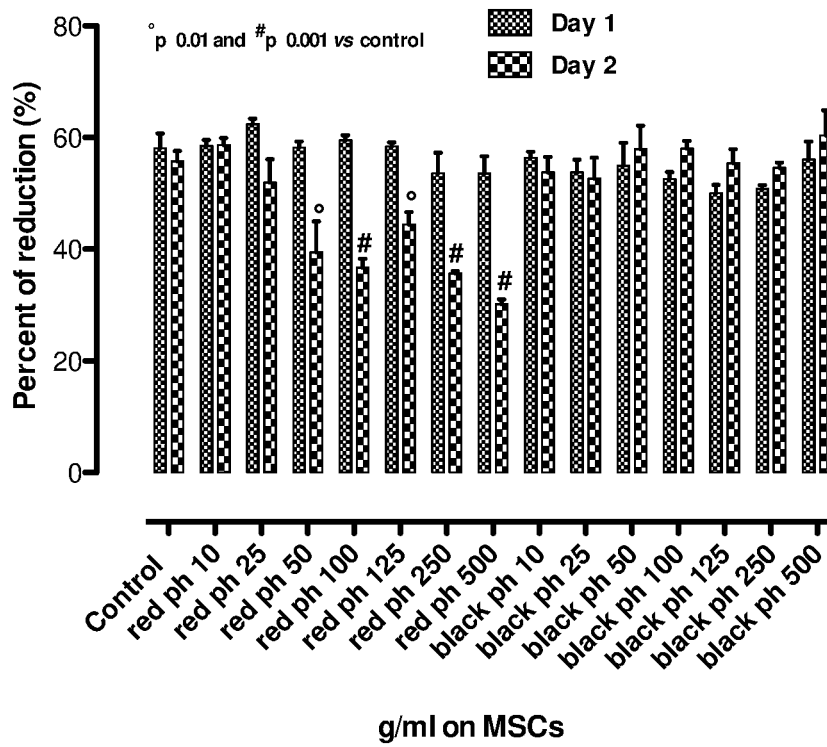 °p 0.01 and #p 0.001 vs control
Day 1
Day 2
Percent of reduction (%)
80
60
40
20
0
°
#
°
#
#
Control
red ph 10
red ph 25
red ph 50
red ph 100
red ph 125
red ph 250
red ph 500
black ph 10
black ph 25
black ph 50
black ph 100
black ph 125
black ph 250
black ph 500
g/ml on MSCs